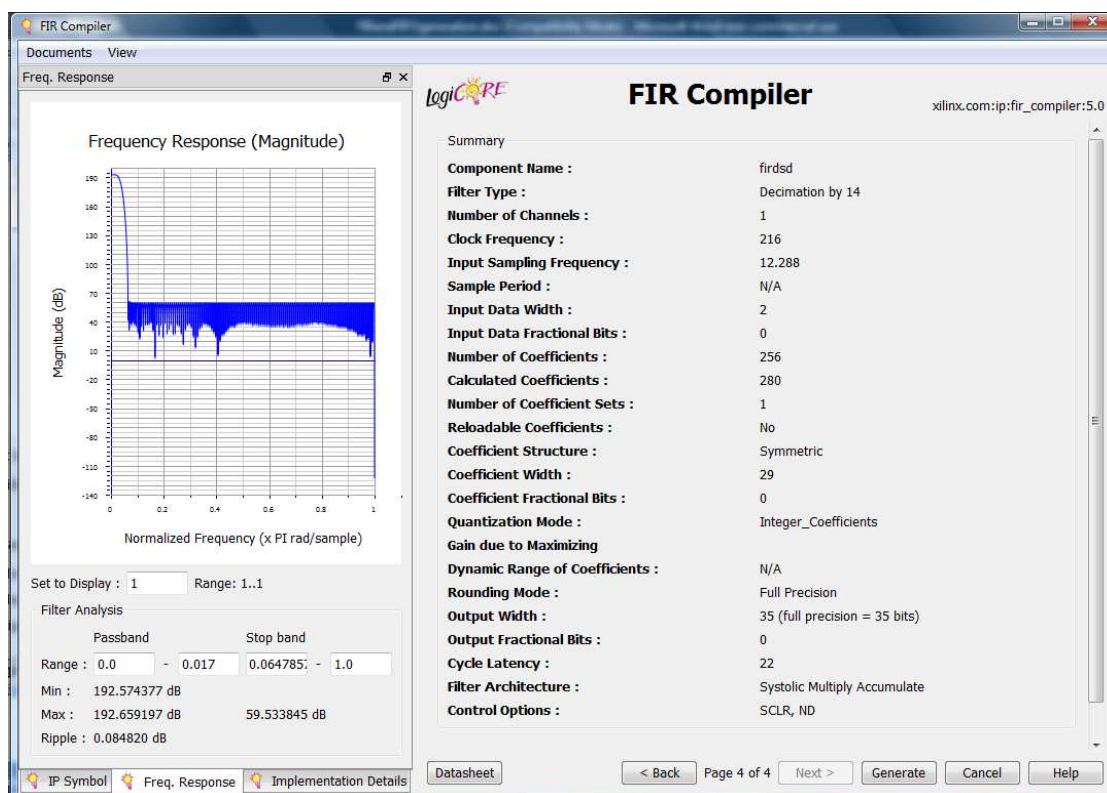 FIR Compiler
Documents View
Freq. Response
Frequency Response (Magnitude)
Magnitude (dB)
190
160
130
100
70
40
10
-20
-50
-80
-110
-140
0 0.2 0.4 0.6 0.8 1
Normalized Frequency (x PI rad/sample)
Set to Display : 1 Range: 1..1
Filter Analysis
Passband Stop band
Range : 0.0 - 0.017 0.064785 - 1.0
Min : 192.574377 dB
Max : 192.659197 dB 59.533845 dB
Ripple : 0.084820 dB
IP Symbol Freq. Response Implementation Details
LogiCORE
FIR Compiler
xilinx.com:ip:fir_compiler:5.0
Summary
Component Name : firdsd
Filter Type : Decimation by 14
Number of Channels : 1
Clock Frequency : 216
Input Sampling Frequency : 12.288
Sample Period : N/A
Input Data Width : 2
Input Data Fractional Bits : 0
Number of Coefficients : 256
Calculated Coefficients : 280
Number of Coefficient Sets : 1
Reloadable Coefficients : No
Coefficient Structure : Symmetric
Coefficient Width : 29
Coefficient Fractional Bits : 0
Quantization Mode : Integer_Coefficients
Gain due to Maximizing
Dynamic Range of Coefficients : N/A
Rounding Mode : Full Precision
Output Width : 35 (full precision = 35 bits)
Output Fractional Bits : 0
Cycle Latency : 22
Filter Architecture : Systolic Multiply Accumulate
Control Options : SCLR, ND
Datasheet < Back Page 4 of 4 Next > Generate Cancel Help